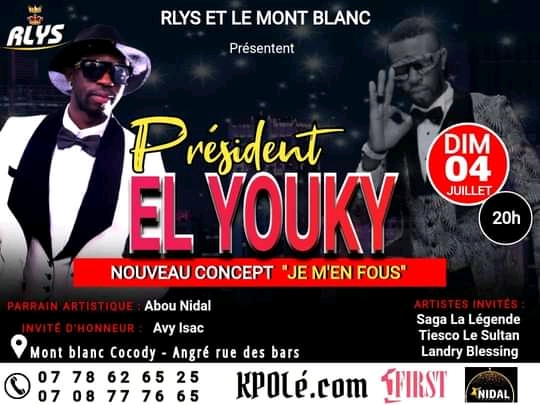 RLYS
RLYS ET LE MONT BLANC
Présentent
Président
EL YOUKY
DIM
04
JUILLET
20h
NOUVEAU CONCEPT "JE M'EN FOUS"
PARRAIN ARTISTIQUE : Abou Nidal
INVITÉ D'HONNEUR : Avy Isac
Mont blanc Cocody - Angré rue des bars
ARTISTES INVITÉS :
Saga La Légende
Tiesco Le Sultan
Landry Blessing
07 78 62 65 25
07 08 77 76 65
KPOLé.com
1FIRST
NIDAL